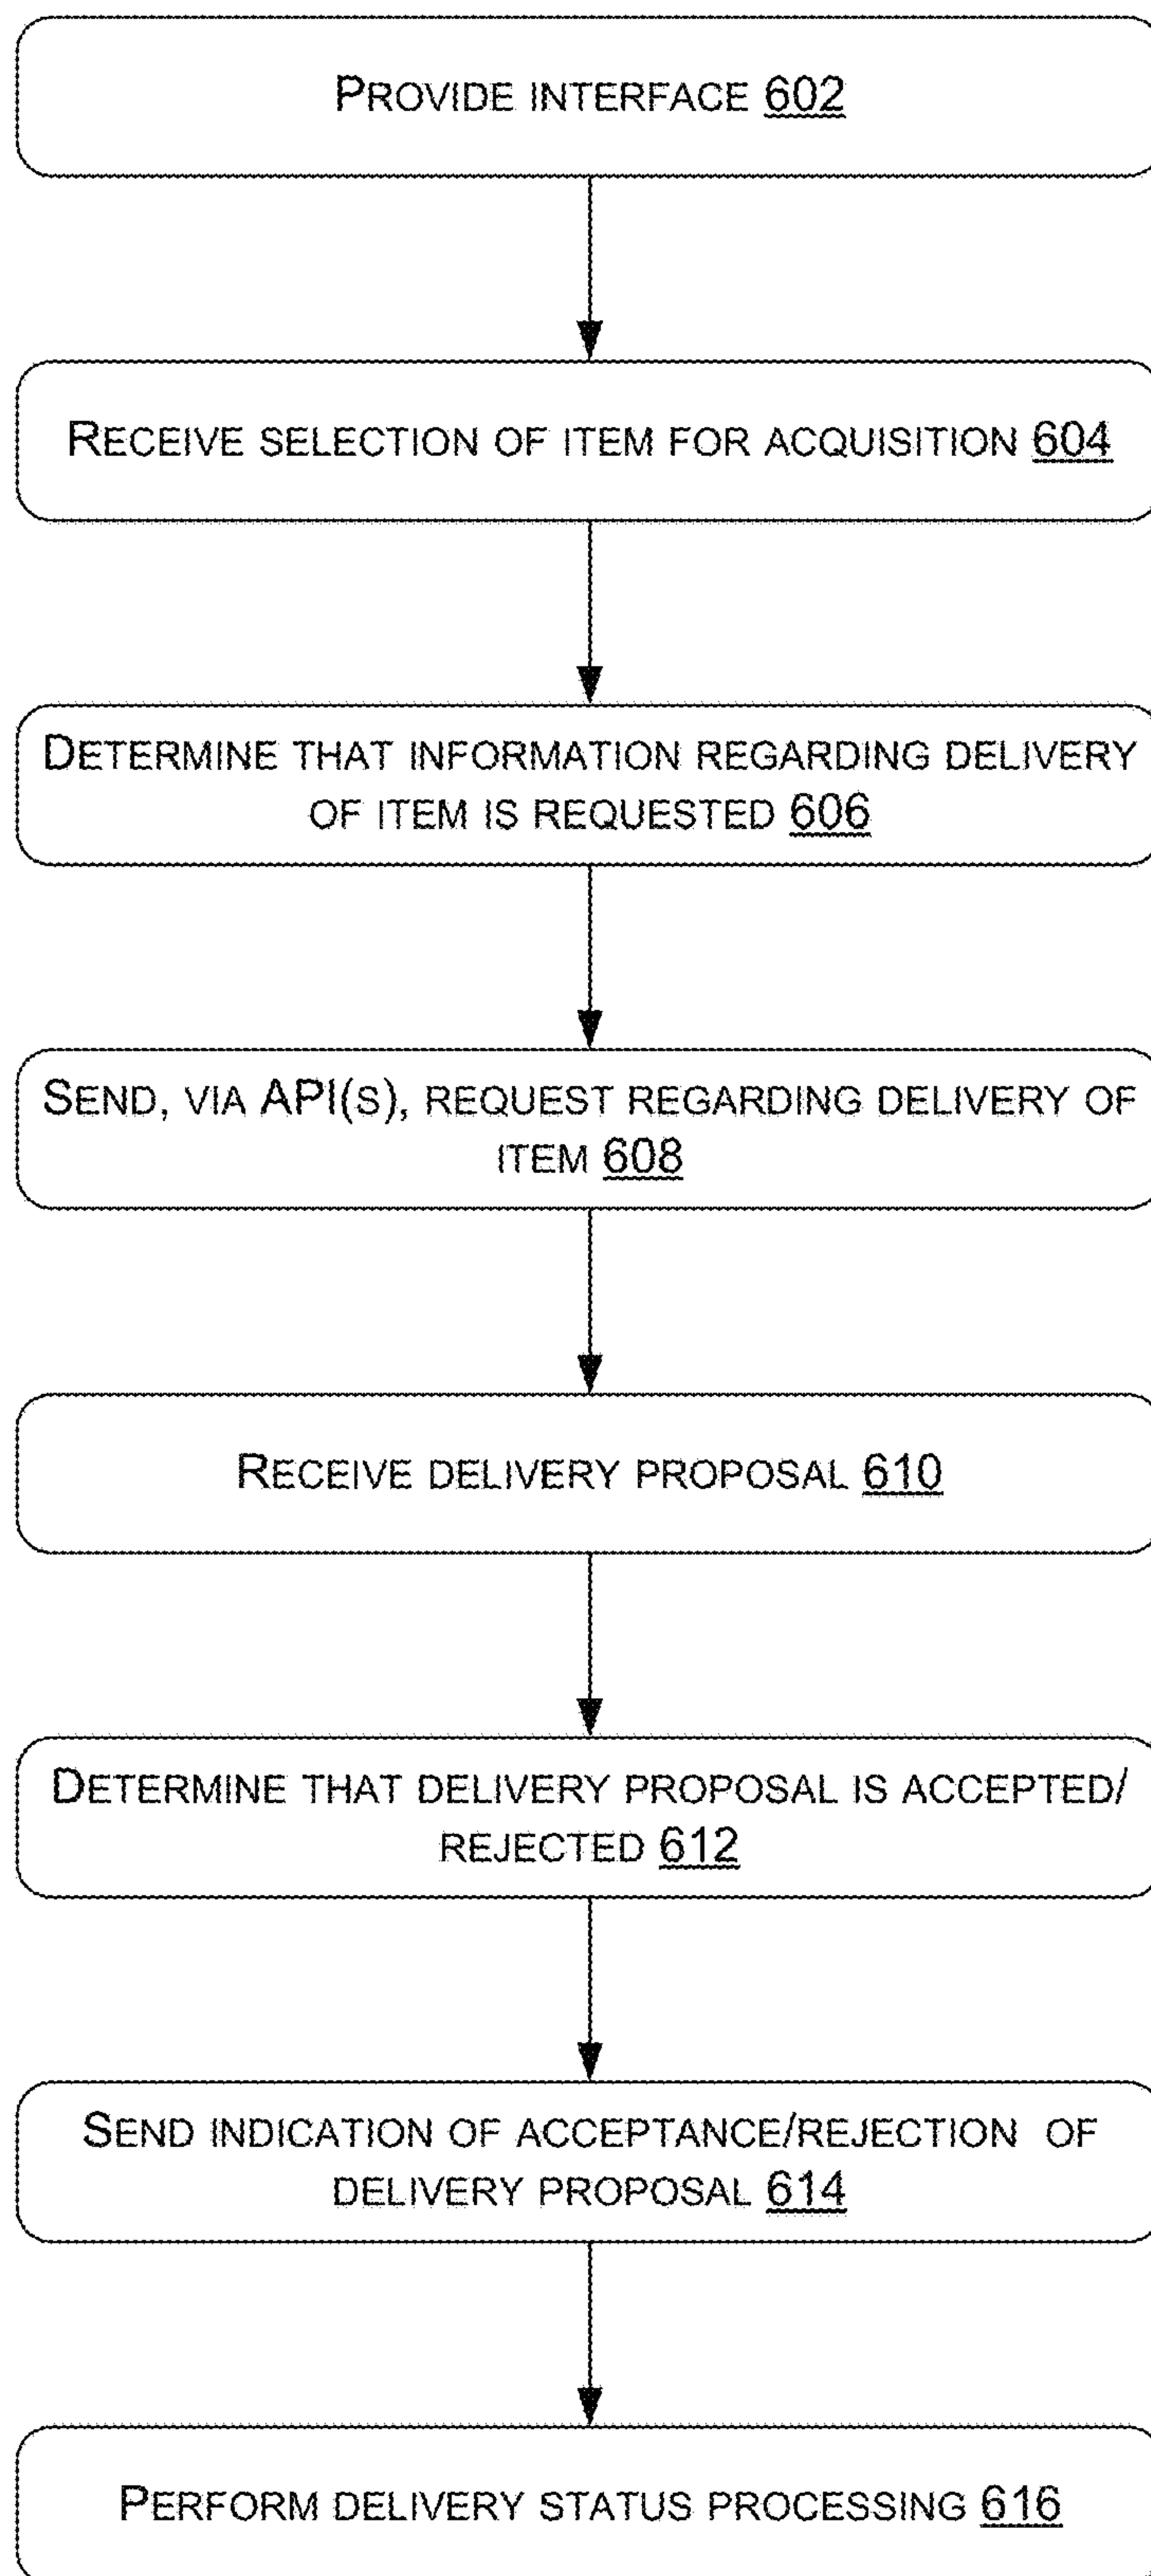 PROVIDE INTERFACE 602
RECEIVE SELECTION OF ITEM FOR ACQUISITION 604
DETERMINE THAT INFORMATION REGARDING DELIVERY
OF ITEM IS REQUESTED 606
SEND, VIA API(S), REQUEST REGARDING DELIVERY OF
ITEM 608
RECEIVE DELIVERY PROPOSAL 610
DETERMINE THAT DELIVERY PROPOSAL IS ACCEPTED/
REJECTED 612
SEND INDICATION OF ACCEPTANCE/REJECTION OF
DELIVERY PROPOSAL 614
PERFORM DELIVERY STATUS PROCESSING 616